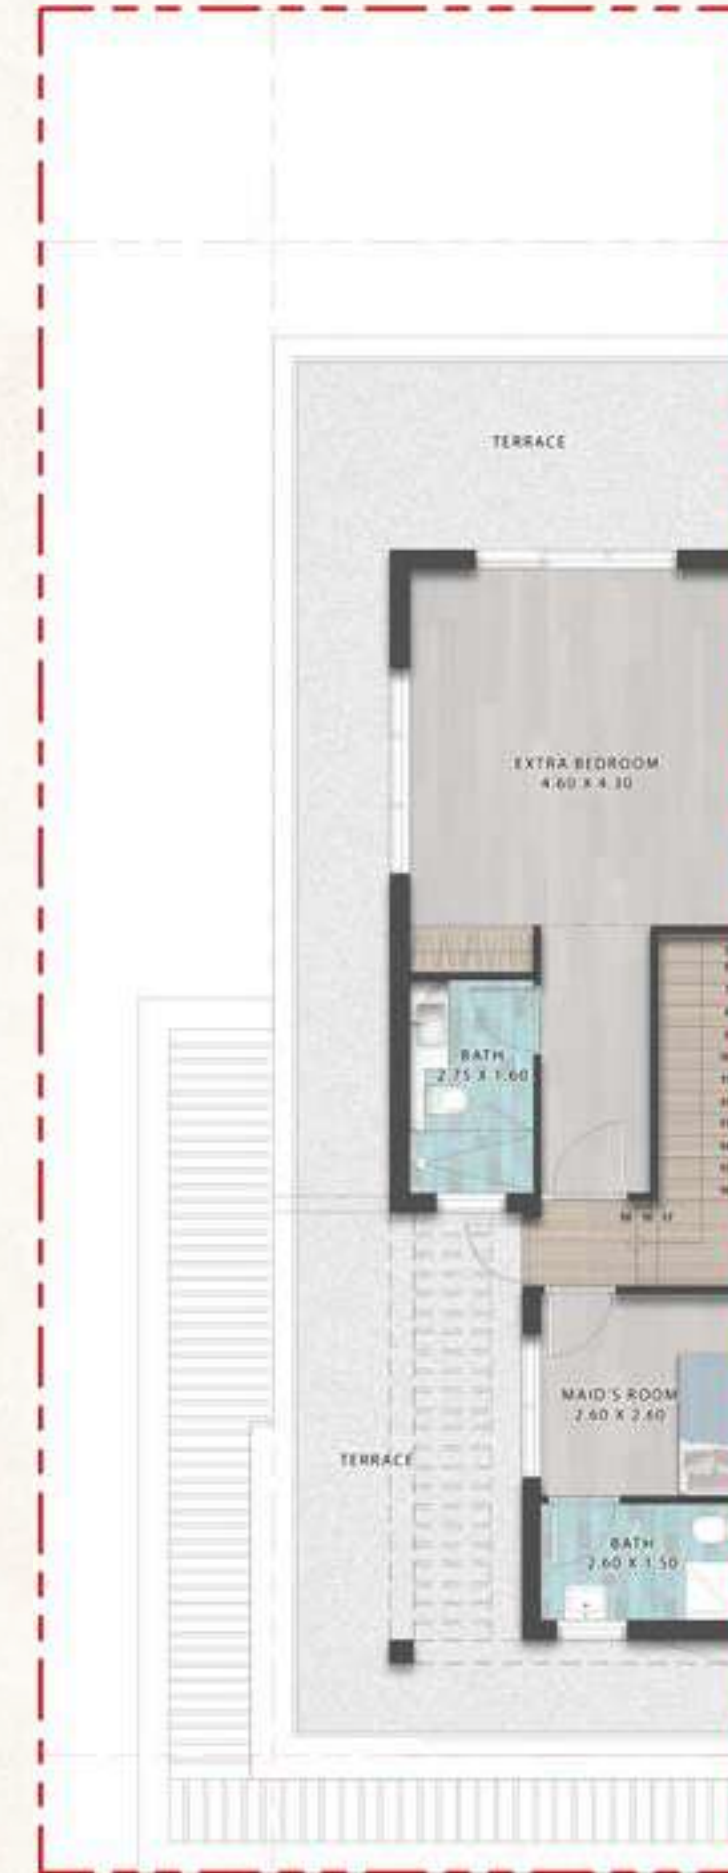 TERRACE
EXTRA BEDROOM
4.60 X 4.30
BATH
2.75 X 1.60
MAID'S ROOM
2.60 X 2.60
TERRACE
BATH
2.60 X 1.50